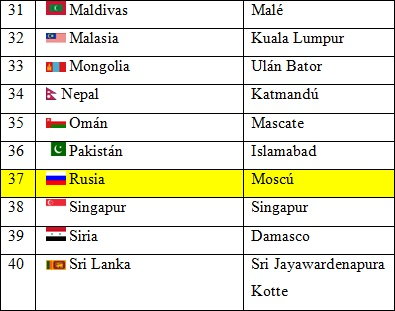 31 Maldivas Malé
32 Malasia Kuala Lumpur
33 Mongolia Ulán Bator
34 Nepal Katmandú
35 Omán Mascate
36 Pakistán Islamabad
37 Rusia Moscú
38 Singapur Singapur
39 Siria Damasco
40 Sri Lanka Sri Jayawardenapura
Kotte